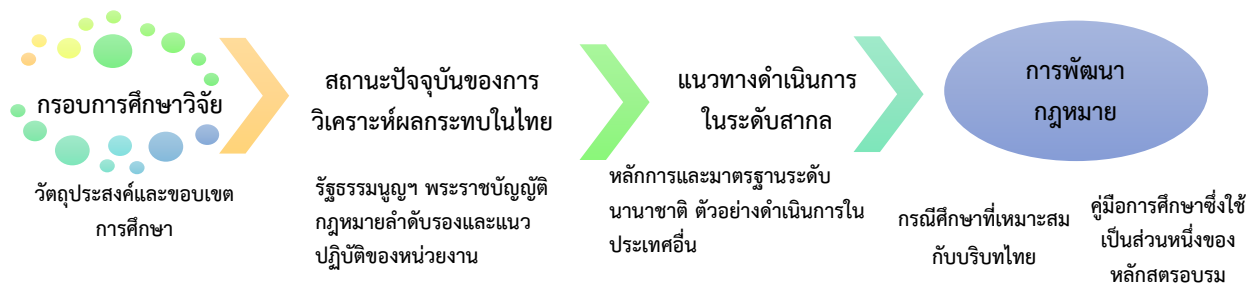 กรอบการศึกษาวิจัย
วัตถุประสงค์และขอบเขต
การศึกษา
สถานะปัจจุบันของการ
วิเคราะห์ผลกระทบในไทย
รัฐธรรมนูญฯ พระราชบัญญัติ
กฎหมายลำดับรองและแนว
ปฏิบัติของหน่วยงาน
แนวทางดำเนินการ
ในระดับสากล
หลักการและมาตรฐานระดับ
นานาชาติ ตัวอย่างดำเนินการใน
ประเทศอื่น
การพัฒนา
กฎหมาย
กรณีศึกษาที่เหมาะสม
กับบริบทไทย
คู่มือการศึกษาซึ่งใช้
เป็นส่วนหนึ่งของ
หลักสตรอบรม